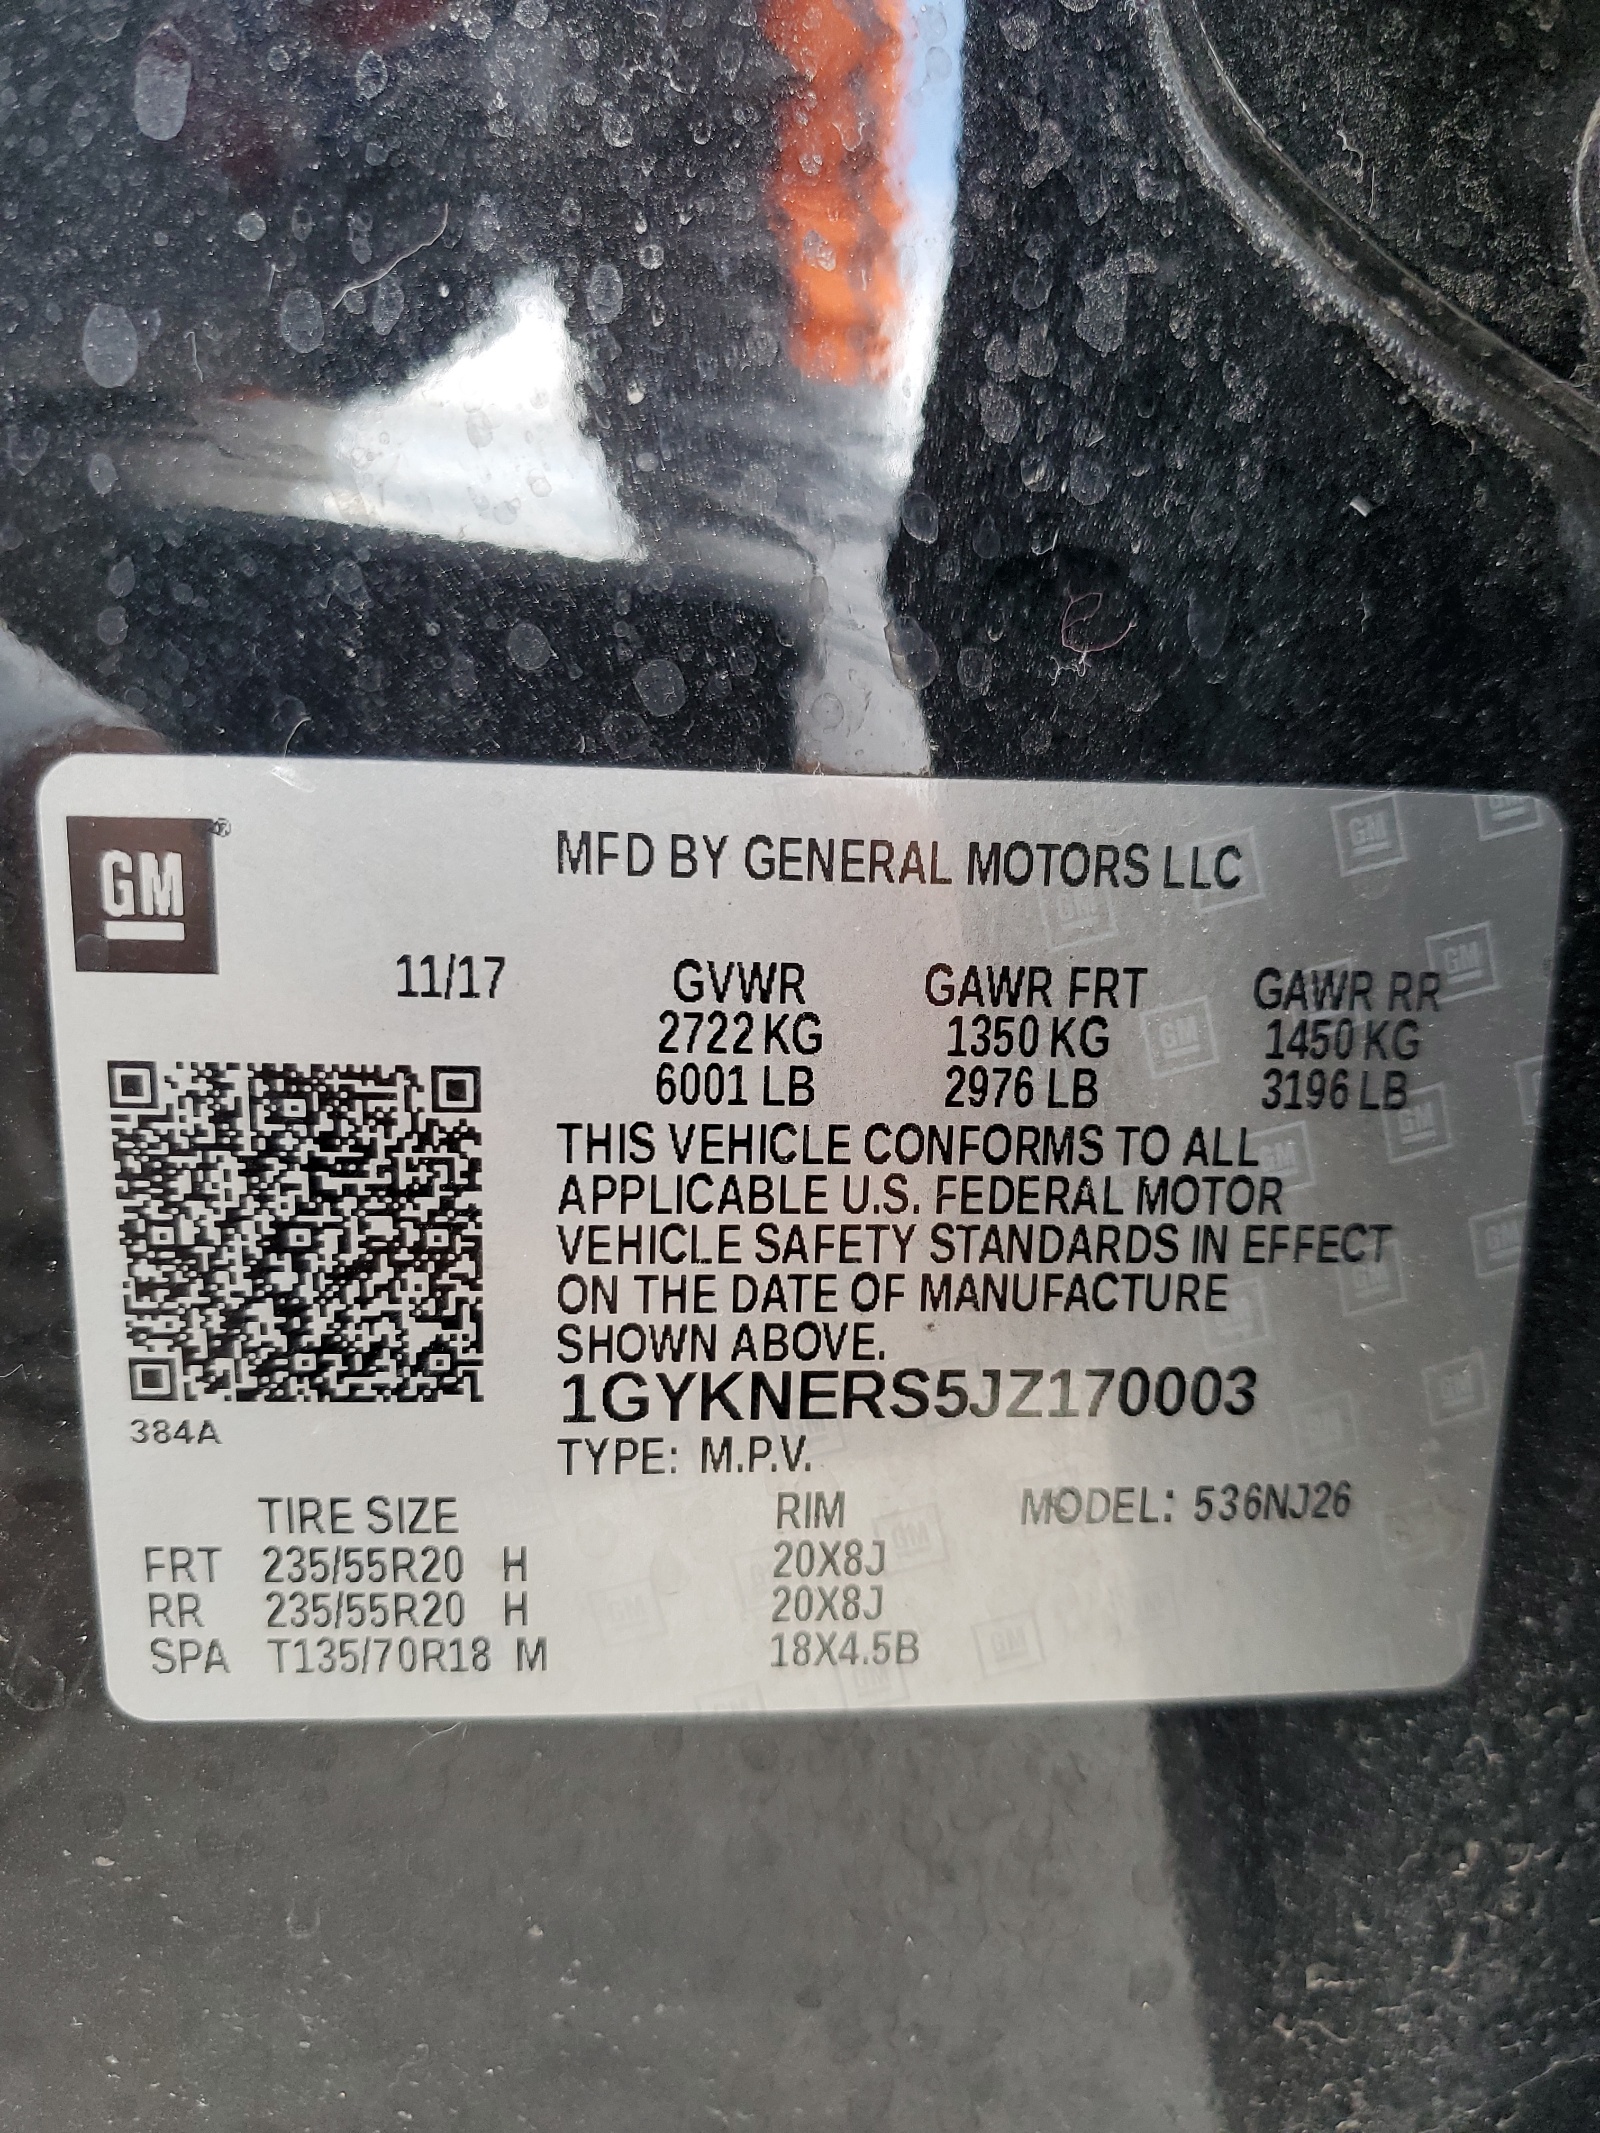 GM
MFD BY GENERAL MOTORS LLC
11/17 GVWR GAWR FRT GAWR RR
2722 KG 1350 KG 1450 KG
6001 LB 2976 LB 3196 LB
THIS VEHICLE CONFORMS TO ALL
APPLICABLE U.S. FEDERAL MOTOR
VEHICLE SAFETY STANDARDS IN EFFECT
ON THE DATE OF MANUFACTURE
SHOWN ABOVE.
1GYKNERS5JZ170003
384A
TYPE: M.P.V.
TIRE SIZE RIM MODEL: 536NJ26
FRT 235/55R20 H 20X8J
RR 235/55R20 H 20X8J
SPA T135/70R18 M 18X4.5B